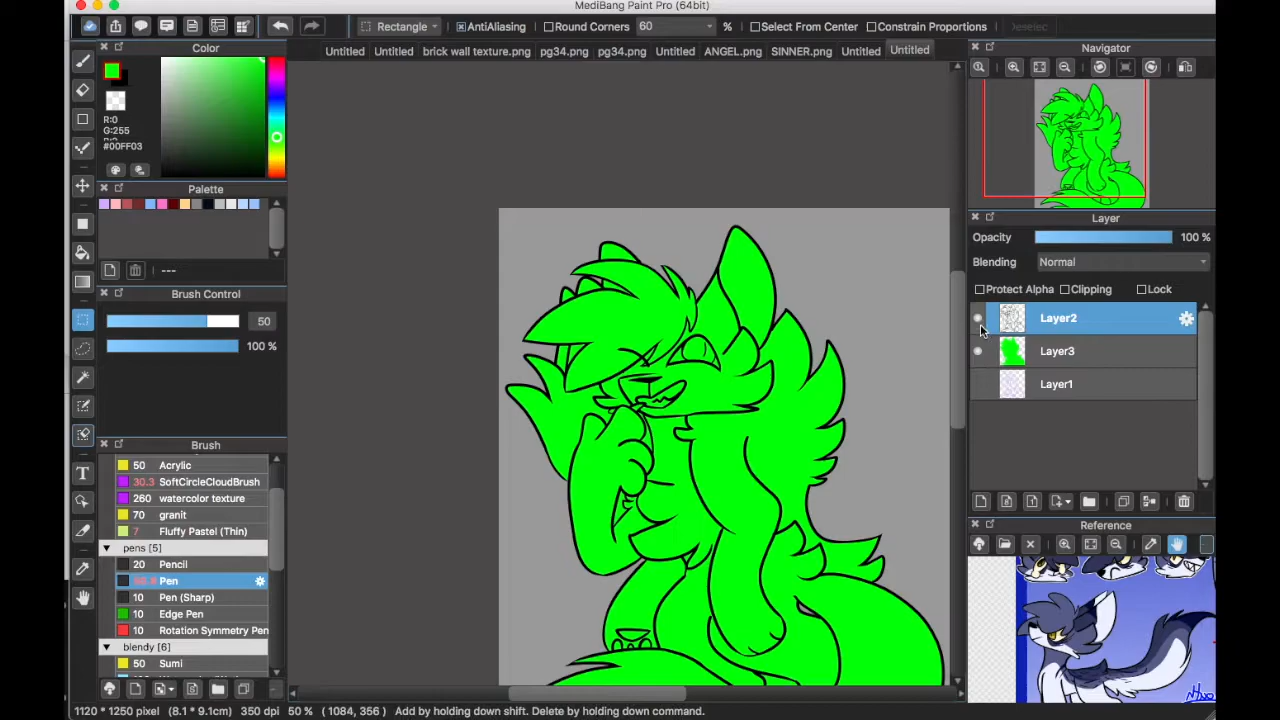 MediBang Paint Pro (64bit)
Rectangle AntiAliasing Round Corners 60 % Select From Center Constrain Proportions Deselec
Untitled Untitled brick wall texture.png pg34.png pg34.png Untitled ANGEL.png SINNER.png Untitled Untitled
Color
R:0
G:255
#00FF03
Palette
---
Brush Control
50
100 %
Brush
50 Acrylic
30.3 SoftCircleCloudBrush
260 watercolor texture
70 granit
7 Fluffy Pastel (Thin)
pens [5]
20 Pencil
Pen
10 Pen (Sharp)
10 Edge Pen
10 Rotation Symmetry Pen
blendy [6]
50 Sumi
Navigator
Layer
Opacity 100 %
Blending Normal
Protect Alpha Clipping Lock
Layer2
Layer3
Layer1
Reference
1120 * 1250 pixel (8.1 * 9.1cm) 350 dpi 50 % ( 1084, 356 ) Add by holding down shift. Delete by holding down command.